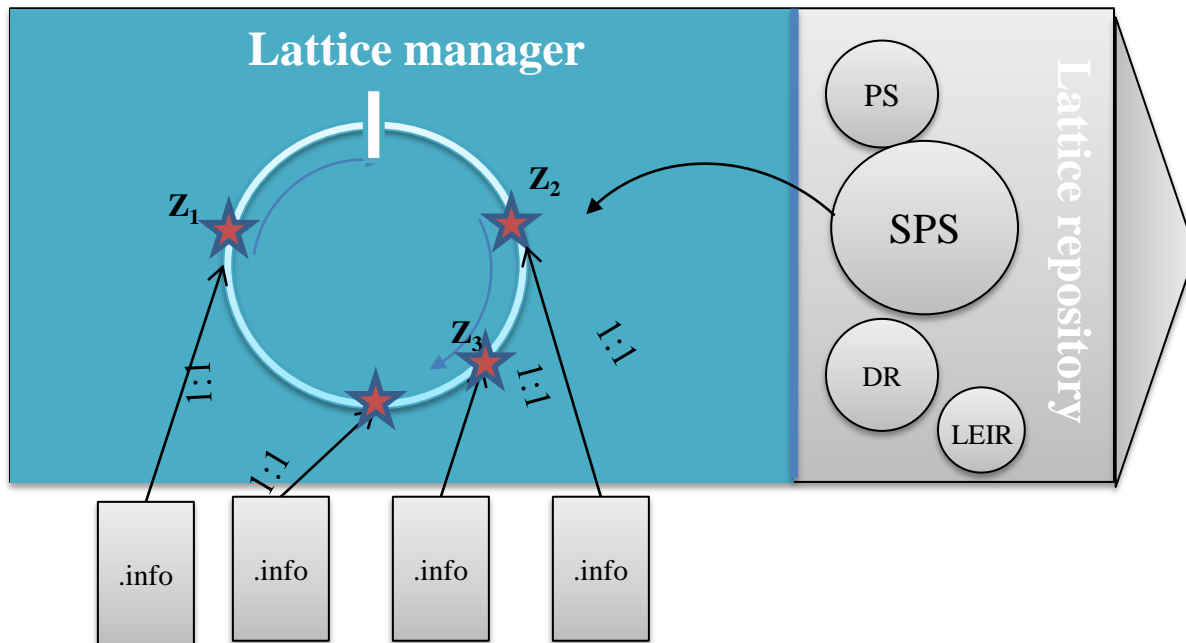 Lattice manager
Lattice repository
PS
SPS
DR
LEIR
Z₁
Z₂
Z₃
1:1
1:1
1:1
1:1
.info
.info
.info
.info